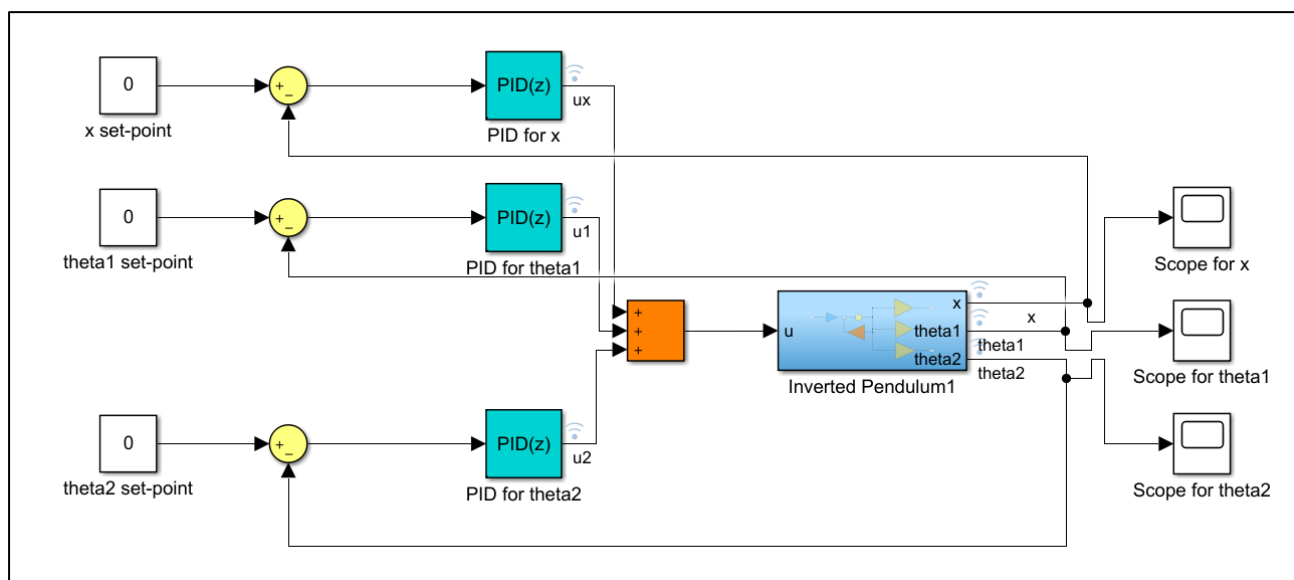 0
x set-point
+
−
PID(z)
ux
PID for x
0
theta1 set-point
+
−
PID(z)
u1
PID for theta1
Scope for x
+
+
+
u
x
theta1
theta2
Inverted Pendulum1
x
theta1
theta2
Scope for theta1
0
theta2 set-point
+
−
PID(z)
u2
PID for theta2
Scope for theta2